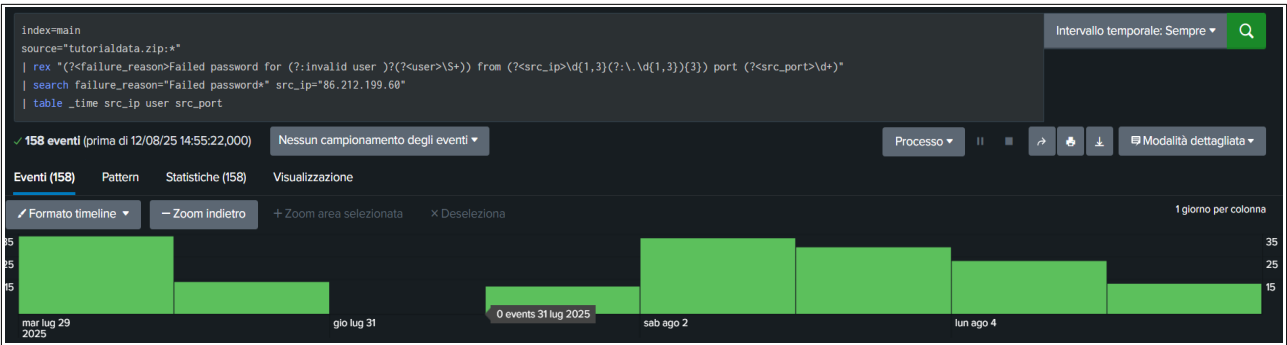 index=main
source="tutorialdata.zip:*"
| rex "(?<failure_reason>Failed password for (?:invalid user )?(?<user>\S+)) from (?<src_ip>\d{1,3}(?:\.\d{1,3}){3}) port (?<src_port>\d+)"
| search failure_reason="Failed password*" src_ip="86.212.199.60"
| table _time src_ip user src_port
Intervallo temporale: Sempre
158 eventi (prima di 12/08/25 14:55:22,000) Nessun campionamento degli eventi Processo Modalità dettagliata
Eventi (158) Pattern Statistiche (158) Visualizzazione
Formato timeline — Zoom indietro + Zoom area selezionata × Deseleziona 1 giorno per colonna
35 35
25 25
15 15
0 events 31 lug 2025
mar lug 29 gio lug 31 sab ago 2 lun ago 4
2025